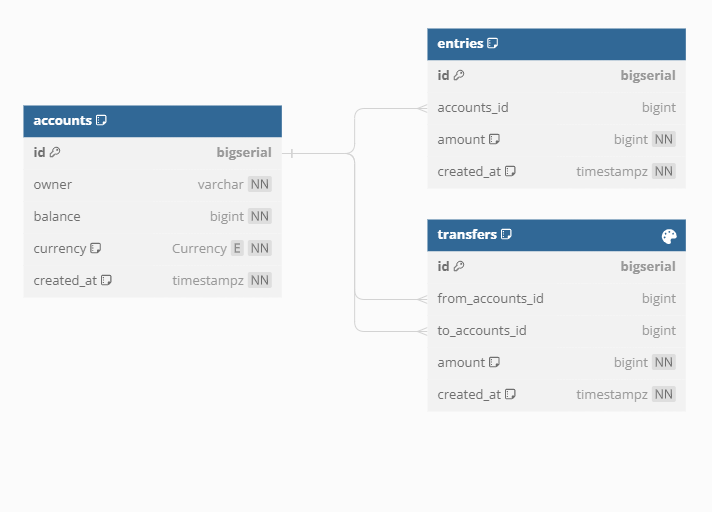 accounts
id bigserial
owner varchar NN
balance bigint NN
currency Currency E NN
created_at timestampz NN
entries
id bigserial
accounts_id bigint
amount bigint NN
created_at timestampz NN
transfers
id bigserial
from_accounts_id bigint
to_accounts_id bigint
amount bigint NN
created_at timestampz NN